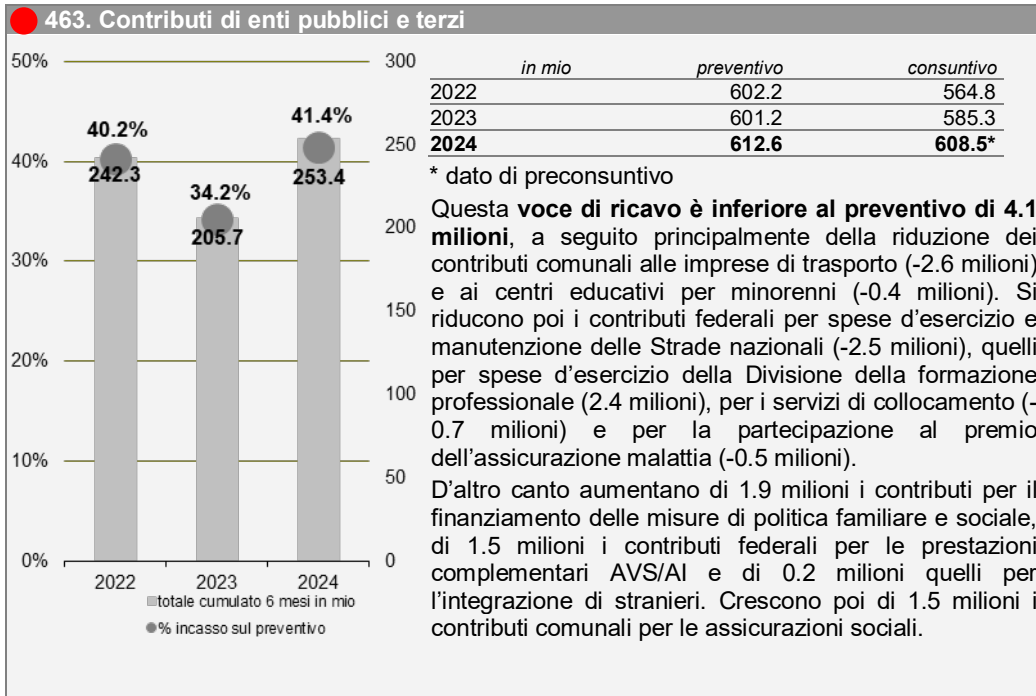 463. Contributi di enti pubblici e terzi
50%
40%
30%
20%
10%
0%
300
250
200
150
100
50
0
40.2%
242.3
34.2%
205.7
41.4%
253.4
2022 2023 2024
totale cumulato 6 mesi in mio
% incasso sul preventivo
in mio preventivo consuntivo
2022 602.2 564.8
2023 601.2 585.3
2024 612.6 608.5*
* dato di preconsuntivo
Questa voce di ricavo è inferiore al preventivo di 4.1
milioni, a seguito principalmente della riduzione dei
contributi comunali alle imprese di trasporto (-2.6 milioni)
e ai centri educativi per minorenni (-0.4 milioni). Si
riducono poi i contributi federali per spese d'esercizio e
manutenzione delle Strade nazionali (-2.5 milioni), quelli
per spese d'esercizio della Divisione della formazione
professionale (2.4 milioni), per i servizi di collocamento (-
0.7 milioni) e per la partecipazione al premio
dell'assicurazione malattia (-0.5 milioni).
D'altro canto aumentano di 1.9 milioni i contributi per il
finanziamento delle misure di politica familiare e sociale,
di 1.5 milioni i contributi federali per le prestazioni
complementari AVS/AI e di 0.2 milioni quelli per
l'integrazione di stranieri. Crescono poi di 1.5 milioni i
contributi comunali per le assicurazioni sociali.